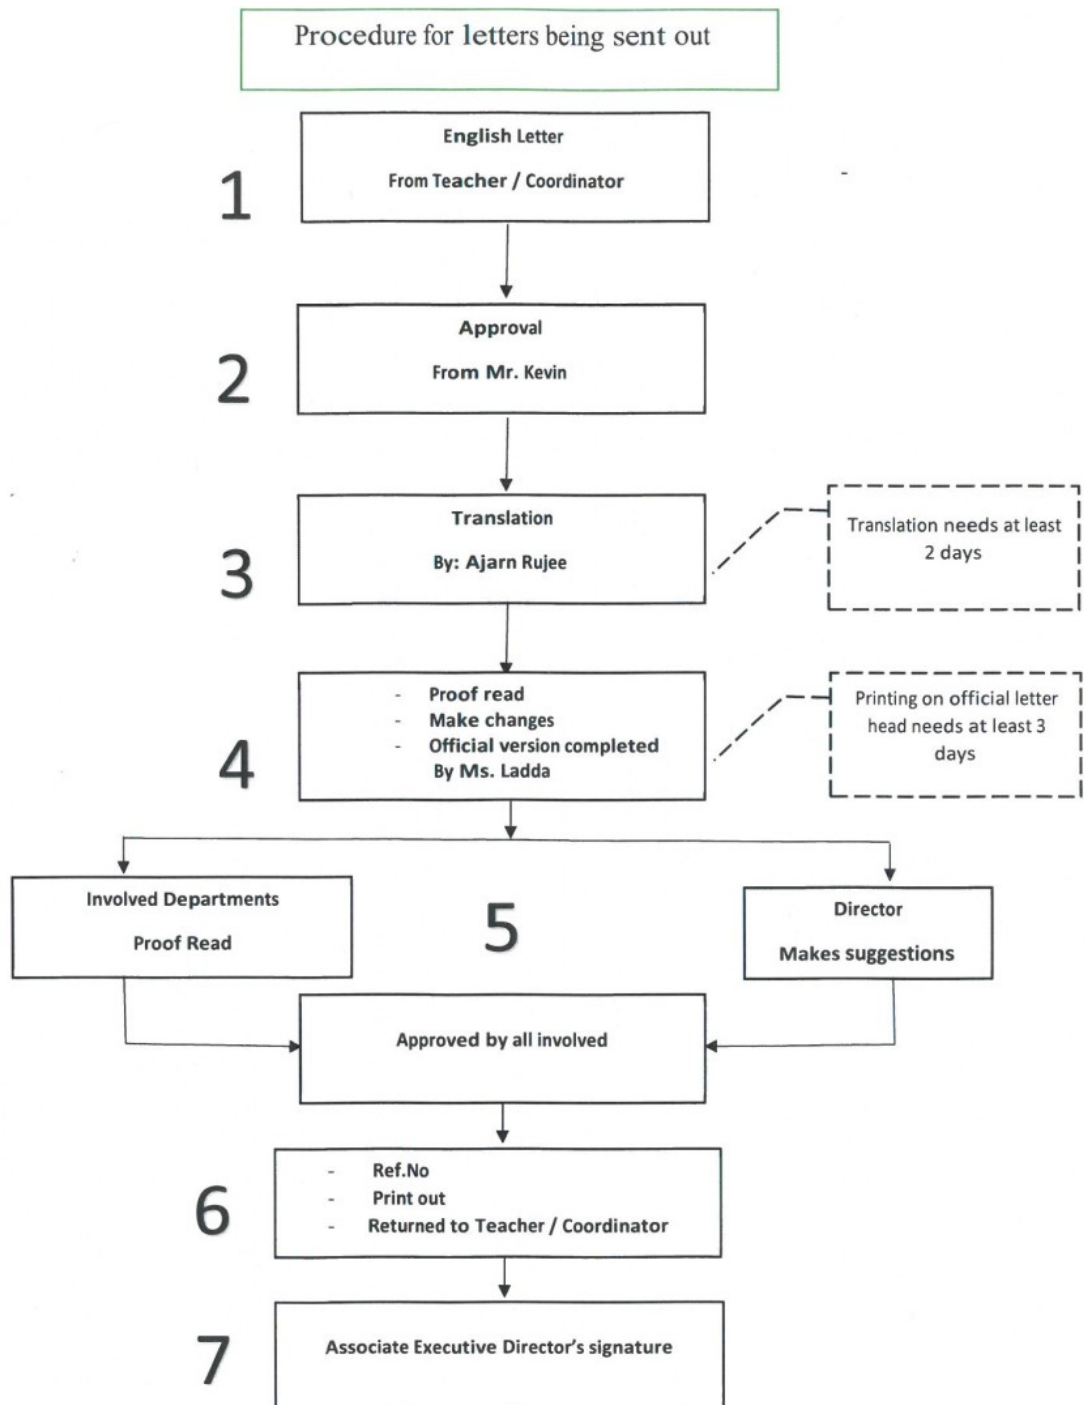 Procedure for letters being sent out
English Letter
From Teacher / Coordinator
1
Approval
From Mr. Kevin
2
Translation
By: Ajarn Rujee
3
Translation needs at least
2 days
- Proof read
- Make changes
- Official version completed
By Ms. Ladda
4
Printing on official letter
head needs at least 3
days
Involved Departments
Proof Read
5
Director
Makes suggestions
Approved by all involved
- Ref.No
- Print out
- Returned to Teacher / Coordinator
6
Associate Executive Director's signature
7